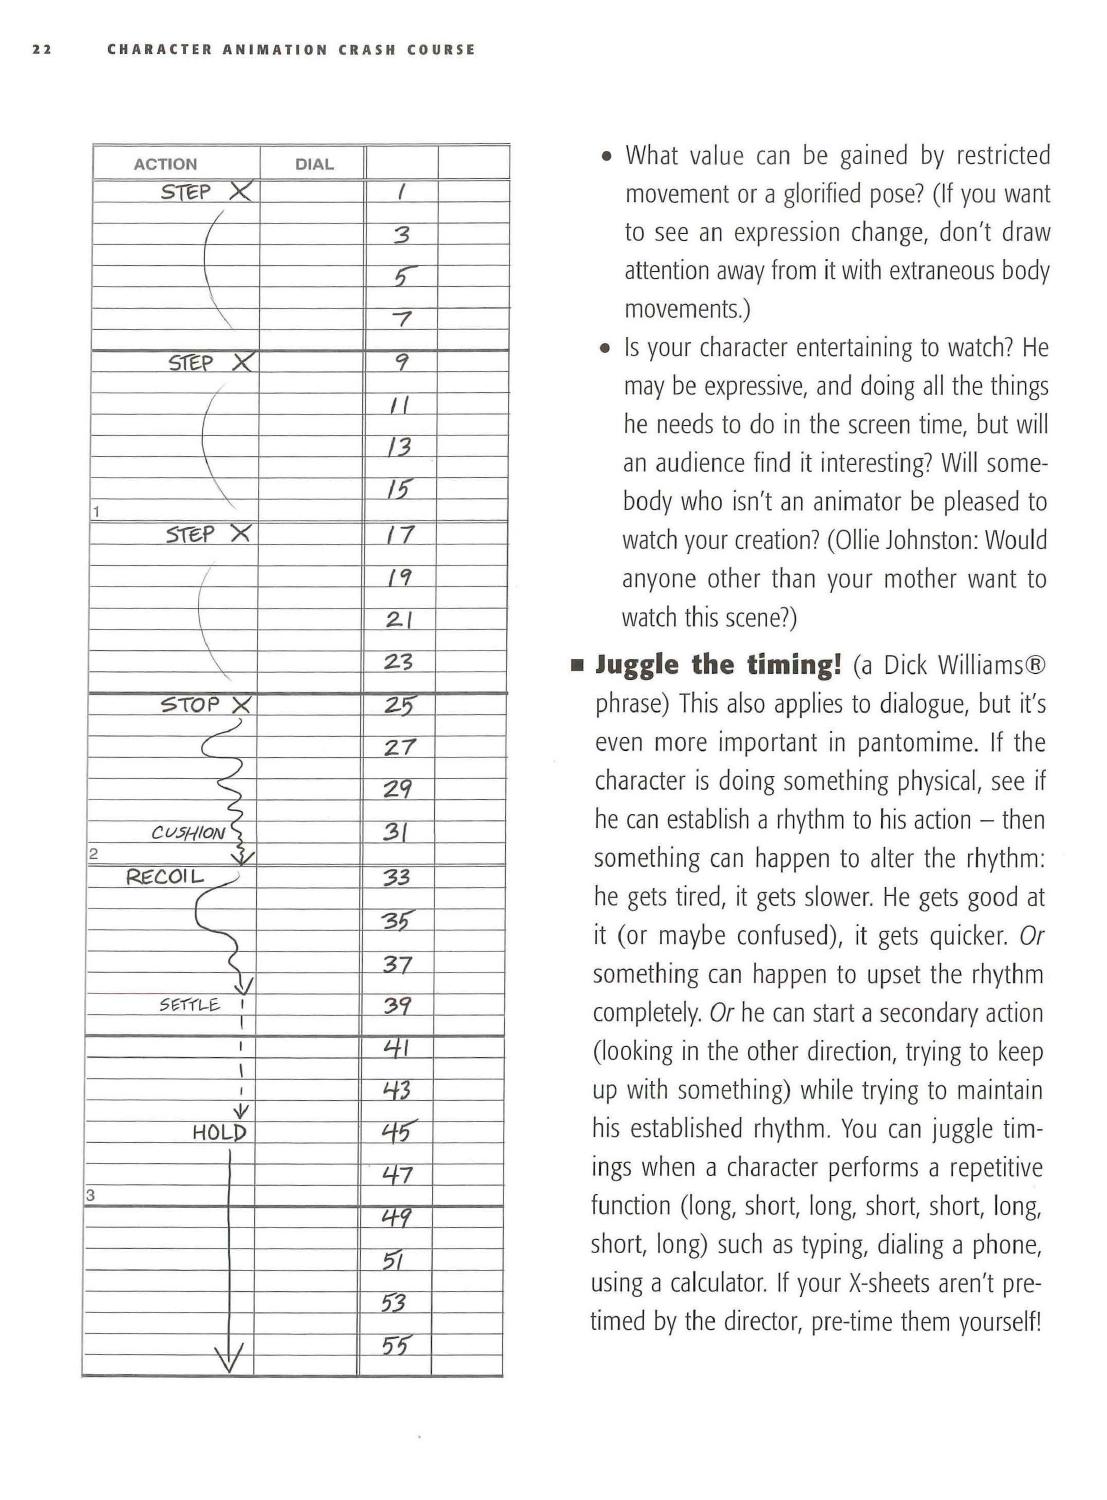 22 CHARACTER ANIMATION CRASH COURSE
ACTION DIAL
STEP X 1
3
5
7
STEP X 9
11
13
15
1
STEP X 17
19
21
23
STOP X 25
27
29
CUSHION 31
2
RECOIL 33
35
37
SETTLE 39
41
43
HOLD 45
47
3
49
51
53
55
• What value can be gained by restricted
movement or a glorified pose? (If you want
to see an expression change, don't draw
attention away from it with extraneous body
movements.)
• Is your character entertaining to watch? He
may be expressive, and doing all the things
he needs to do in the screen time, but will
an audience find it interesting? Will some-
body who isn't an animator be pleased to
watch your creation? (Ollie Johnston: Would
anyone other than your mother want to
watch this scene?)
■ Juggle the timing! (a Dick Williams®
phrase) This also applies to dialogue, but it's
even more important in pantomime. If the
character is doing something physical, see if
he can establish a rhythm to his action – then
something can happen to alter the rhythm:
he gets tired, it gets slower. He gets good at
it (or maybe confused), it gets quicker. Or
something can happen to upset the rhythm
completely. Or he can start a secondary action
(looking in the other direction, trying to keep
up with something) while trying to maintain
his established rhythm. You can juggle tim-
ings when a character performs a repetitive
function (long, short, long, short, short, long,
short, long) such as typing, dialing a phone,
using a calculator. If your X-sheets aren't pre-
timed by the director, pre-time them yourself!